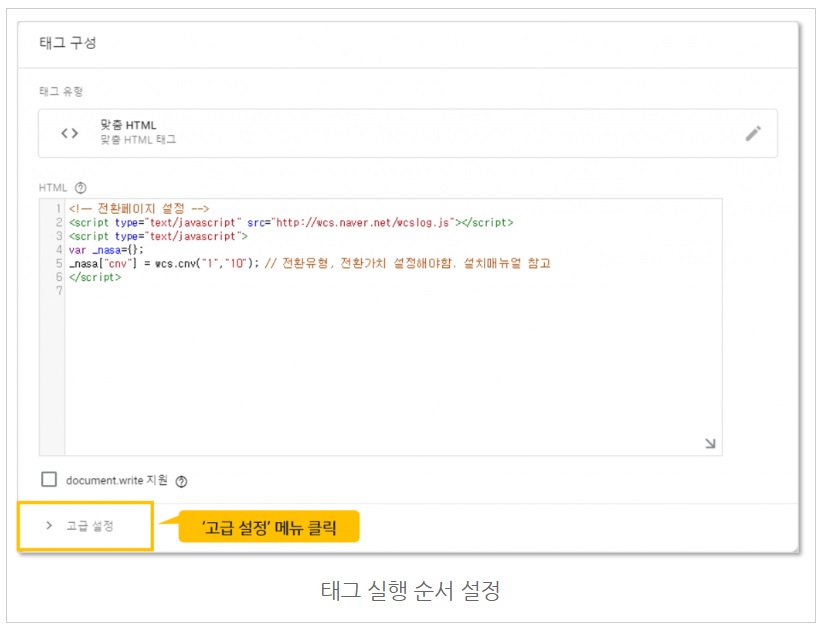 태그 구성
태그 유형
맞춤 HTML
맞춤 HTML 태그
HTML
1 <!— 전환페이지 설정 -->
2 <script type="text/javascript" src="http://wcs.naver.net/wcslog.js"></script>
3 <script type="text/javascript">
4 var _nasa={};
5 _nasa["cnv"] = wcs.cnv("1","10"); // 전환유형, 전환가치 설정해야함. 설치매뉴얼 참고
6 </script>
7
document.write 지원
고급 설정
'고급 설정' 메뉴 클릭
태그 실행 순서 설정